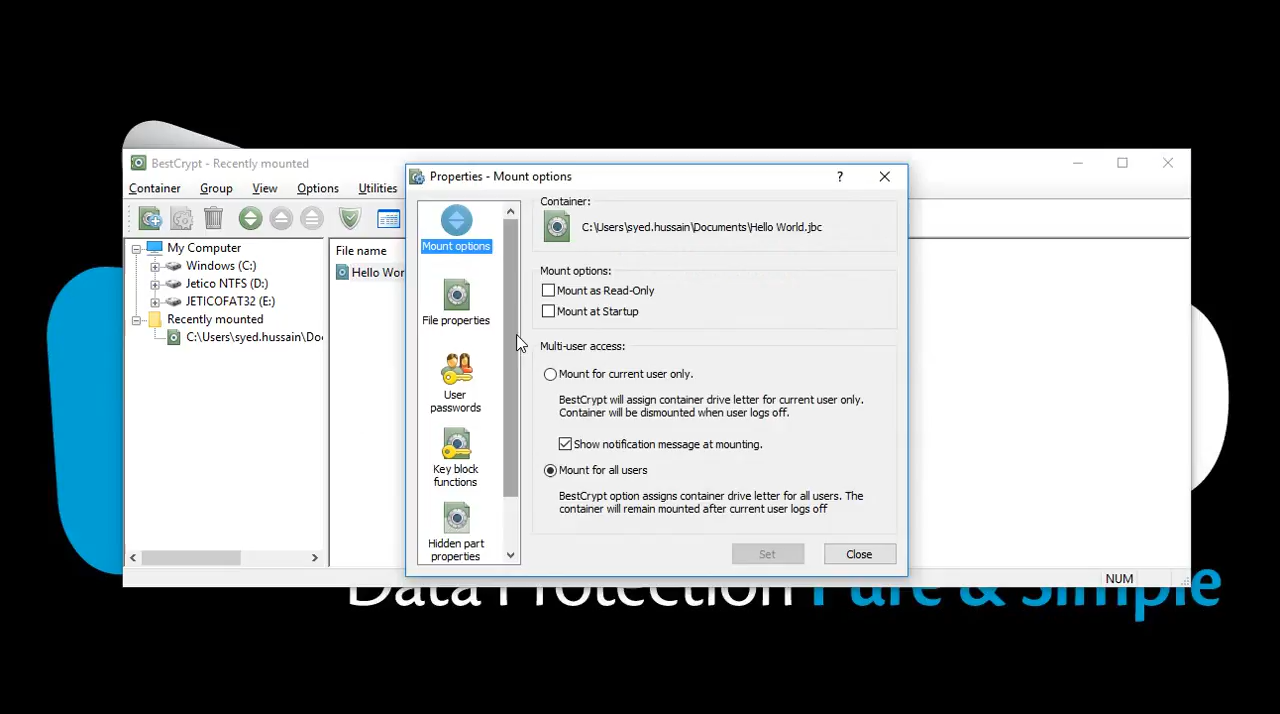 BestCrypt - Recently mounted
Container Group View Options Utilities
My Computer
Windows (C:)
Jetico NTFS (D:)
JETICOFAT32 (E:)
Recently mounted
C:\Users\syed.hussain\Doc
File name
Hello Wor
Properties - Mount options
?
Mount options
File properties
User
passwords
Key block
functions
Hidden part
properties
Container:
C:\Users\syed.hussain\Documents\Hello World.jbc
Mount options:
Mount as Read-Only
Mount at Startup
Multi-user access:
Mount for current user only.
BestCrypt will assign container drive letter for current user only.
Container will be dismounted when user logs off.
Show notification message at mounting.
Mount for all users
BestCrypt option assigns container drive letter for all users. The
container will remain mounted after current user logs off
Set Close
NUM
Data Protection Pure & Simple